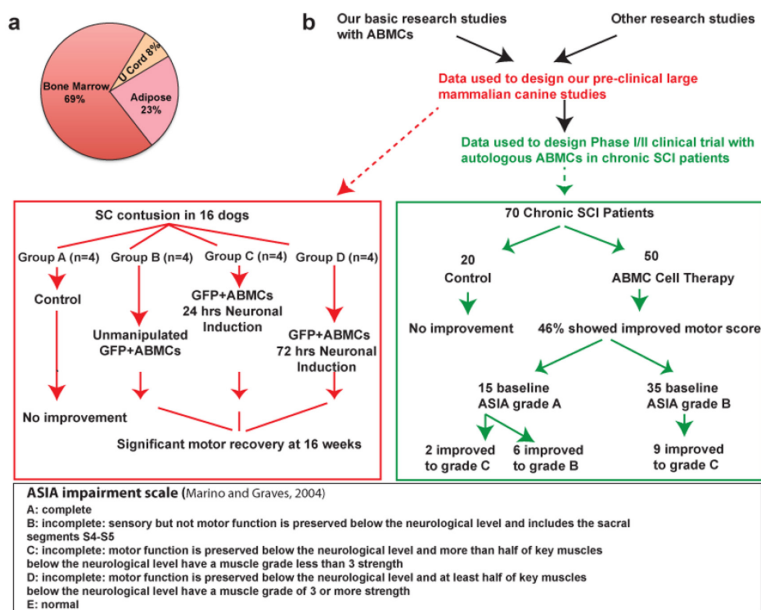 a
U Cord 8%
Bone Marrow
69%
Adipose
23%
b
Our basic research studies
with ABMCs
Other research studies
Data used to design our pre-clinical large
mammalian canine studies
Data used to design Phase I/II clinical trial with
autologous ABMCs in chronic SCI patients
SC contusion in 16 dogs
Group A (n=4)
Group B (n=4)
Group C (n=4)
Group D (n=4)
Control
Unmanipulated
GFP+ABMCs
GFP+ABMCs
24 hrs Neuronal
Induction
GFP+ABMCs
72 hrs Neuronal
Induction
No improvement
Significant motor recovery at 16 weeks
70 Chronic SCI Patients
20
Control
50
ABMC Cell Therapy
No improvement
46% showed improved motor score
15 baseline
ASIA grade A
35 baseline
ASIA grade B
2 improved
to grade C
6 improved
to grade B
9 improved
to grade C
ASIA impairment scale (Marino and Graves, 2004)
A: complete
B: incomplete: sensory but not motor function is preserved below the neurological level and includes the sacral
segments S4-S5
C: incomplete: motor function is preserved below the neurological level and more than half of key muscles
below the neurological level have a muscle grade less than 3 strength
D: incomplete: motor function is preserved below the neurological level and at least half of key muscles
below the neurological level have a muscle grade of 3 or more strength
E: normal